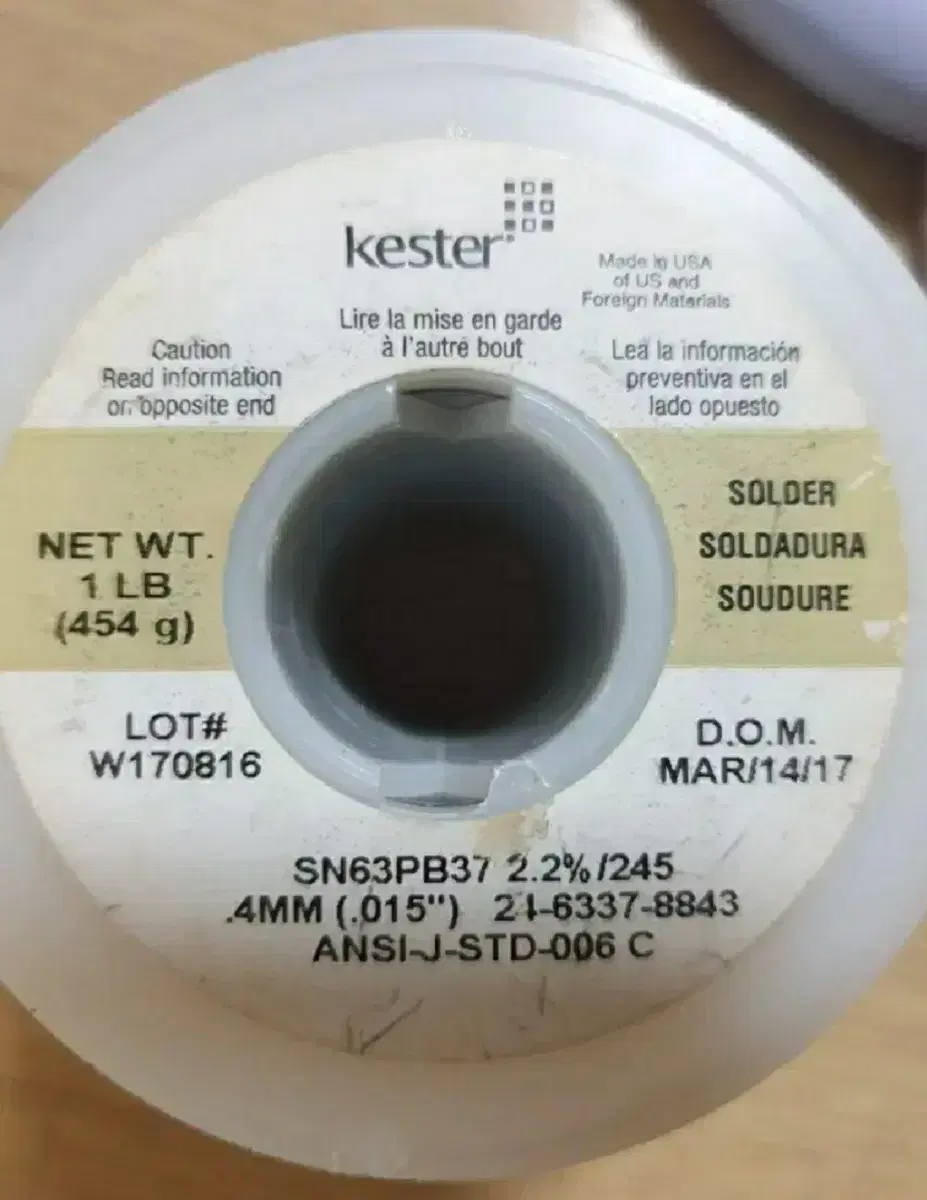 kester
Made in USA
of US and
Foreign Materials
Lire la mise en garde
à l'autre bout
Caution
Read information
on opposite end
Lea la información
preventiva en el
lado opuesto
NET WT.
1 LB
(454 g)
SOLDER
SOLDADURA
SOUDURE
LOT#
W170816
D.O.M.
MAR/14/17
SN63PB37 2.2%/245
.4MM (.015") 24-6337-8843
ANSI-J-STD-006 C